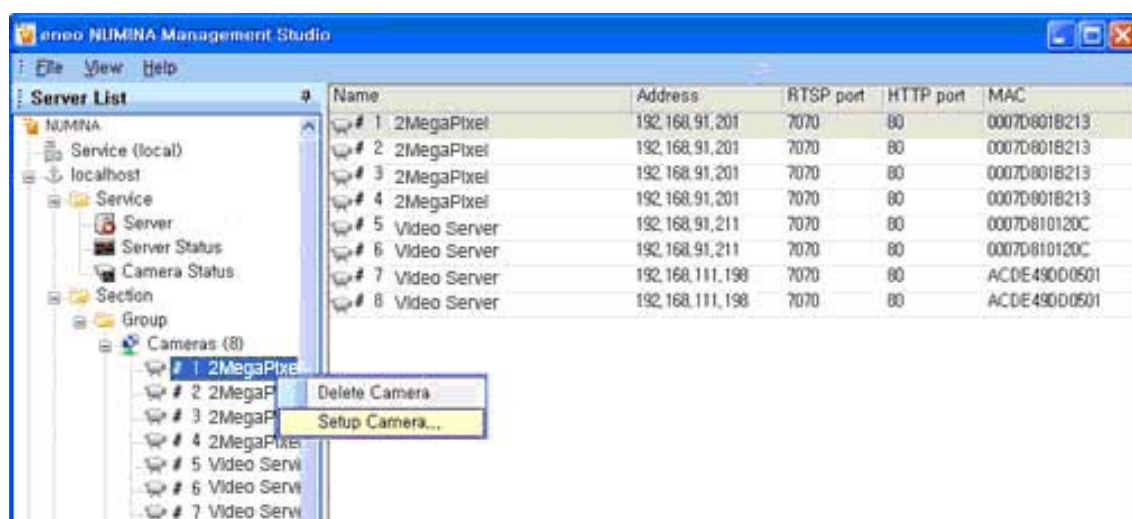 eneo NUMINA Management Studio
File View Help
Server List
NUMINA
Service (local)
localhost
Service
Server
Server Status
Camera Status
Section
Group
Cameras (8)
# 1 2MegaPixel
# 2 2MegaP
# 3 2MegaP
# 4 2MegaPixel
# 5 Video Serv
# 6 Video Serv
# 7 Video Serv
Delete Camera
Setup Camera...
Name Address RTSP port HTTP port MAC
# 1 2MegaPixel 192,168,91,201 7070 80 0007D801B213
# 2 2MegaPixel 192,168,91,201 7070 80 0007D801B213
# 3 2MegaPixel 192,168,91,201 7070 80 0007D801B213
# 4 2MegaPixel 192,168,91,201 7070 80 0007D801B213
# 5 Video Server 192,168,91,211 7070 80 0007D810120C
# 6 Video Server 192,168,91,211 7070 80 0007D810120C
# 7 Video Server 192,168,111,198 7070 80 ACDE49DD0501
# 8 Video Server 192,168,111,198 7070 80 ACDE49DD0501